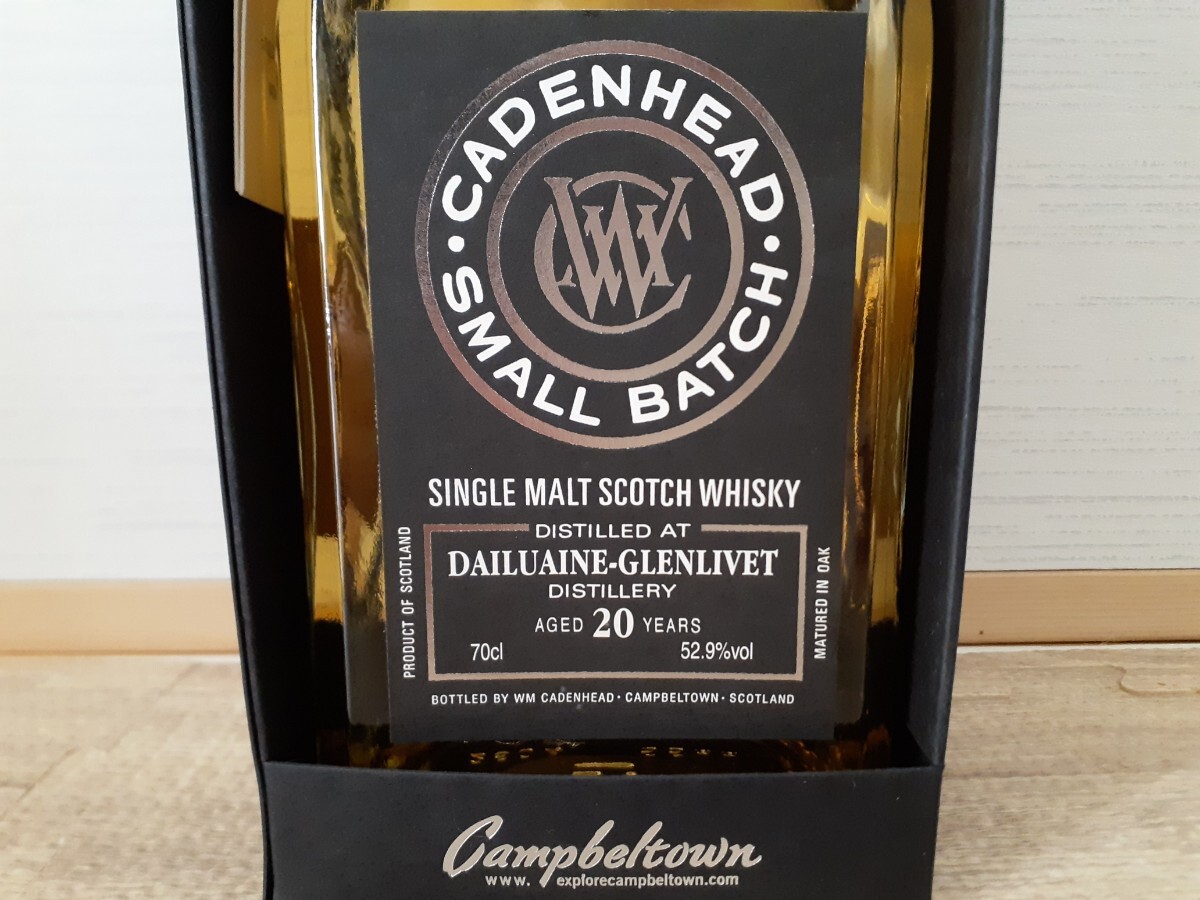 CADENHEAD
· SMALL BATCH ·
WC
SINGLE MALT SCOTCH WHISKY
DISTILLED AT
DAILUAINE-GLENLIVET
DISTILLERY
AGED 20 YEARS
70cl 52.9%vol
PRODUCT OF SCOTLAND
MATURED IN OAK
BOTTLED BY WM CADENHEAD · CAMPBELTOWN · SCOTLAND
Campbeltown
www. explorecampbeltown.com